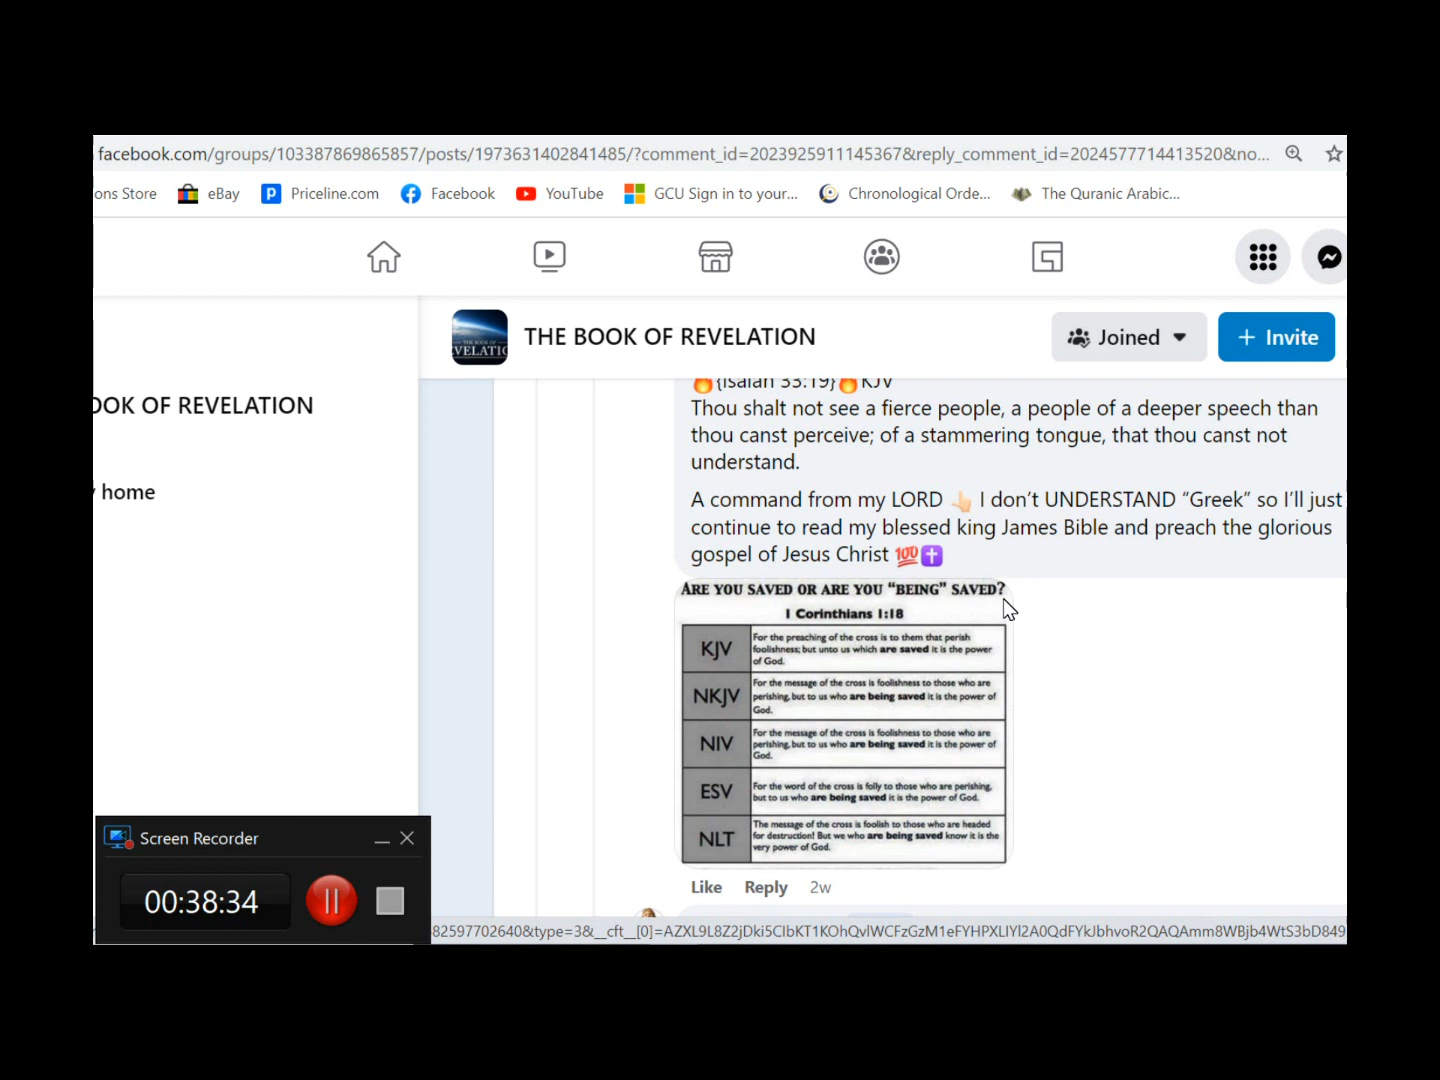 facebook.com/groups/103387869865857/posts/1973631402841485/?comment_id=2023925911145367&reply_comment_id=2024577714413520&no...
ons Store eBay Priceline.com Facebook YouTube GCU Sign in to your... Chronological Orde... The Quranic Arabic...
VELATIO
THE BOOK OF REVELATION
Joined
+ Invite
OOK OF REVELATION
home
🔥{Isaiah 33:19}🔥KJV
Thou shalt not see a fierce people, a people of a deeper speech than
thou canst perceive; of a stammering tongue, that thou canst not
understand.
A command from my LORD 👆🏻 I don't UNDERSTAND “Greek” so I'll just
continue to read my blessed king James Bible and preach the glorious
gospel of Jesus Christ 💯✝️
ARE YOU SAVED OR ARE YOU “BEING” SAVED?
1 Corinthians 1:18
KJV
For the preaching of the cross is to them that perish
foolishness; but unto us which are saved it is the power
of God.
NKJV
For the message of the cross is foolishness to those who are
perishing, but to us who are being saved it is the power of
God.
NIV
For the message of the cross is foolishness to those who are
perishing, but to us who are being saved it is the power of
God.
ESV
For the word of the cross is folly to those who are perishing,
but to us who are being saved it is the power of God.
NLT
The message of the cross is foolish to those who are headed
for destruction! But we who are being saved know it is the
very power of God.
Like Reply 2w
Screen Recorder
00:38:34
82597702640&type=3&__cft__[0]=AZXL9L8Z2jDki5CIbKT1KOhQvlWCFzGzM1eFYHPXLIYl2A0QdFYkJbhvoR2QAQAmm8WBjb4WtS3bD849